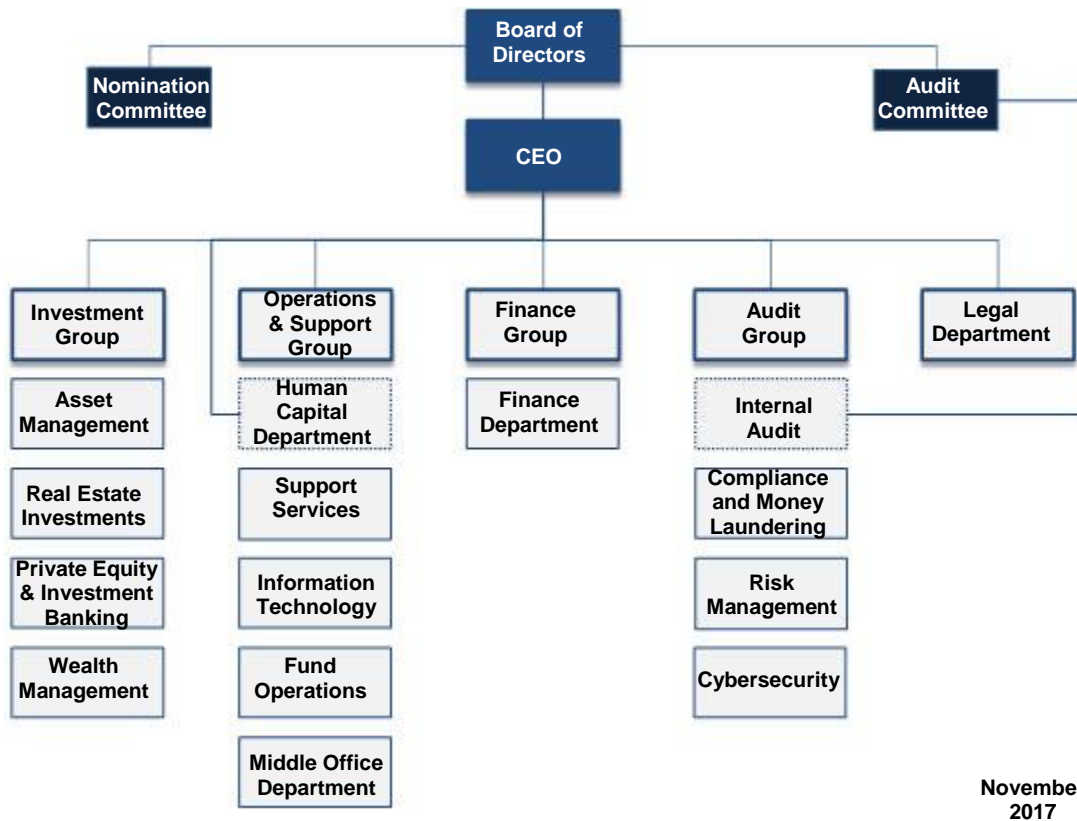 Board of
Directors
Nomination
Committee
Audit
Committee
CEO
Investment
Group
Operations
& Support
Group
Finance
Group
Audit
Group
Legal
Department
Asset
Management
Human
Capital
Department
Finance
Department
Internal
Audit
Real Estate
Investments
Support
Services
Compliance
and Money
Laundering
Private Equity
& Investment
Banking
Information
Technology
Risk
Management
Wealth
Management
Fund
Operations
Cybersecurity
Middle Office
Department
Novembe
2017